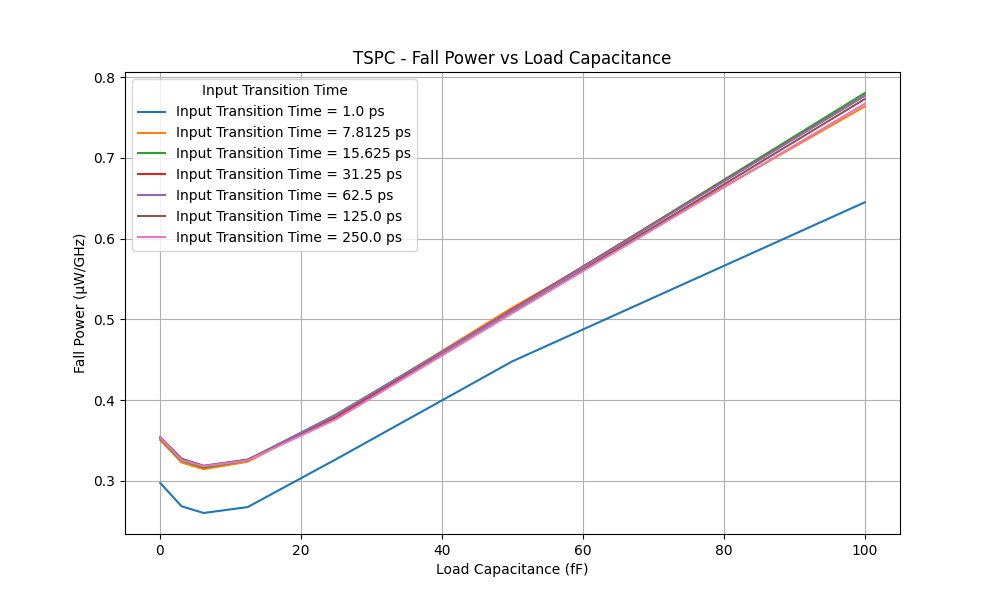 TSPC - Fall Power vs Load Capacitance
Fall Power (μW/GHz)
0.8
0.7
0.6
0.5
0.4
0.3
Input Transition Time
Input Transition Time = 1.0 ps
Input Transition Time = 7.8125 ps
Input Transition Time = 15.625 ps
Input Transition Time = 31.25 ps
Input Transition Time = 62.5 ps
Input Transition Time = 125.0 ps
Input Transition Time = 250.0 ps
0 20 40 60 80 100
Load Capacitance (fF)